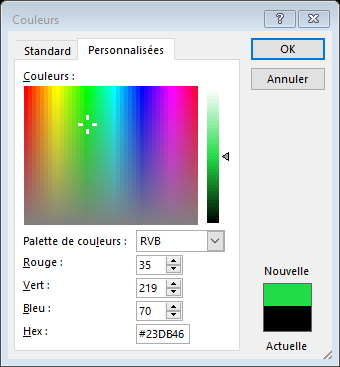 Couleurs
? X
Standard Personnalisées
OK
Annuler
Couleurs :
Palette de couleurs : RVB
Rouge : 35
Vert : 219
Bleu : 70
Hex : #23DB46
Nouvelle
Actuelle